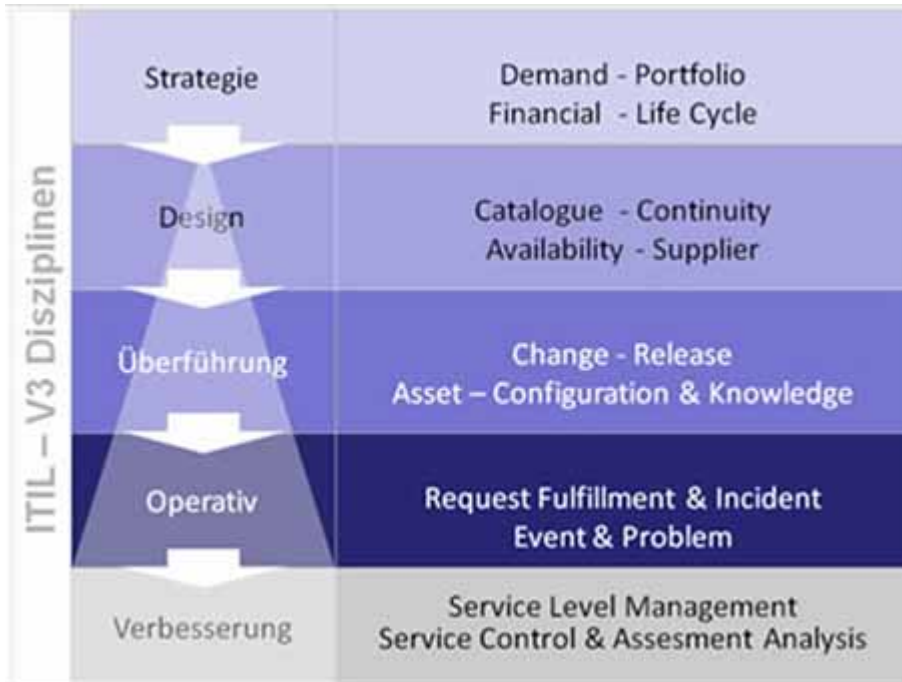 ITIL – V3 Disziplinen
Strategie
Demand - Portfolio
Financial - Life Cycle
Design
Catalogue - Continuity
Availability - Supplier
Überführung
Change - Release
Asset – Configuration & Knowledge
Operativ
Request Fulfillment & Incident
Event & Problem
Verbesserung
Service Level Management
Service Control & Assesment Analysis